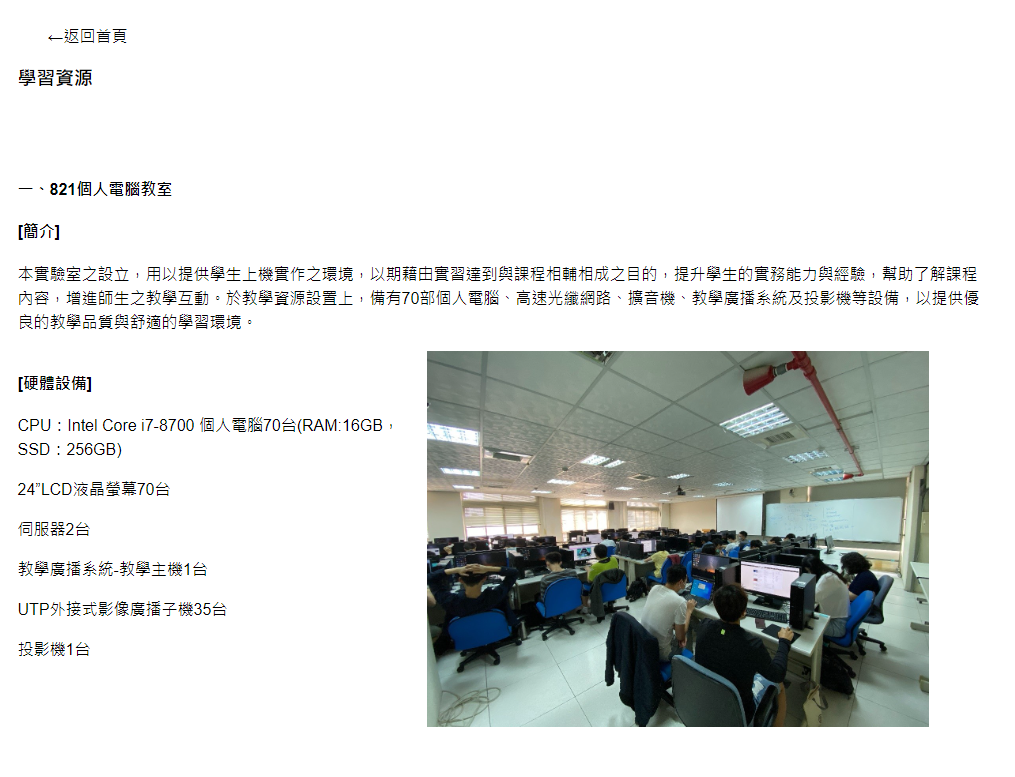 ←返回首頁
學習資源
一、821個人電腦教室
[簡介]
本實驗室之設立，用以提供學生上機實作之環境，以期藉由實習達到與課程相輔相成之目的，提升學生的實務能力與經驗，幫助了解課程
內容，增進師生之教學互動。於教學資源設置上，備有70部個人電腦、高速光纖網路、擴音機、教學廣播系統及投影機等設備，以提供優
良的教學品質與舒適的學習環境。
[硬體設備]
CPU：Intel Core i7-8700 個人電腦70台(RAM:16GB，
SSD：256GB)
24”LCD液晶螢幕70台
伺服器2台
教學廣播系統-教學主機1台
UTP外接式影像廣播子機35台
投影機1台